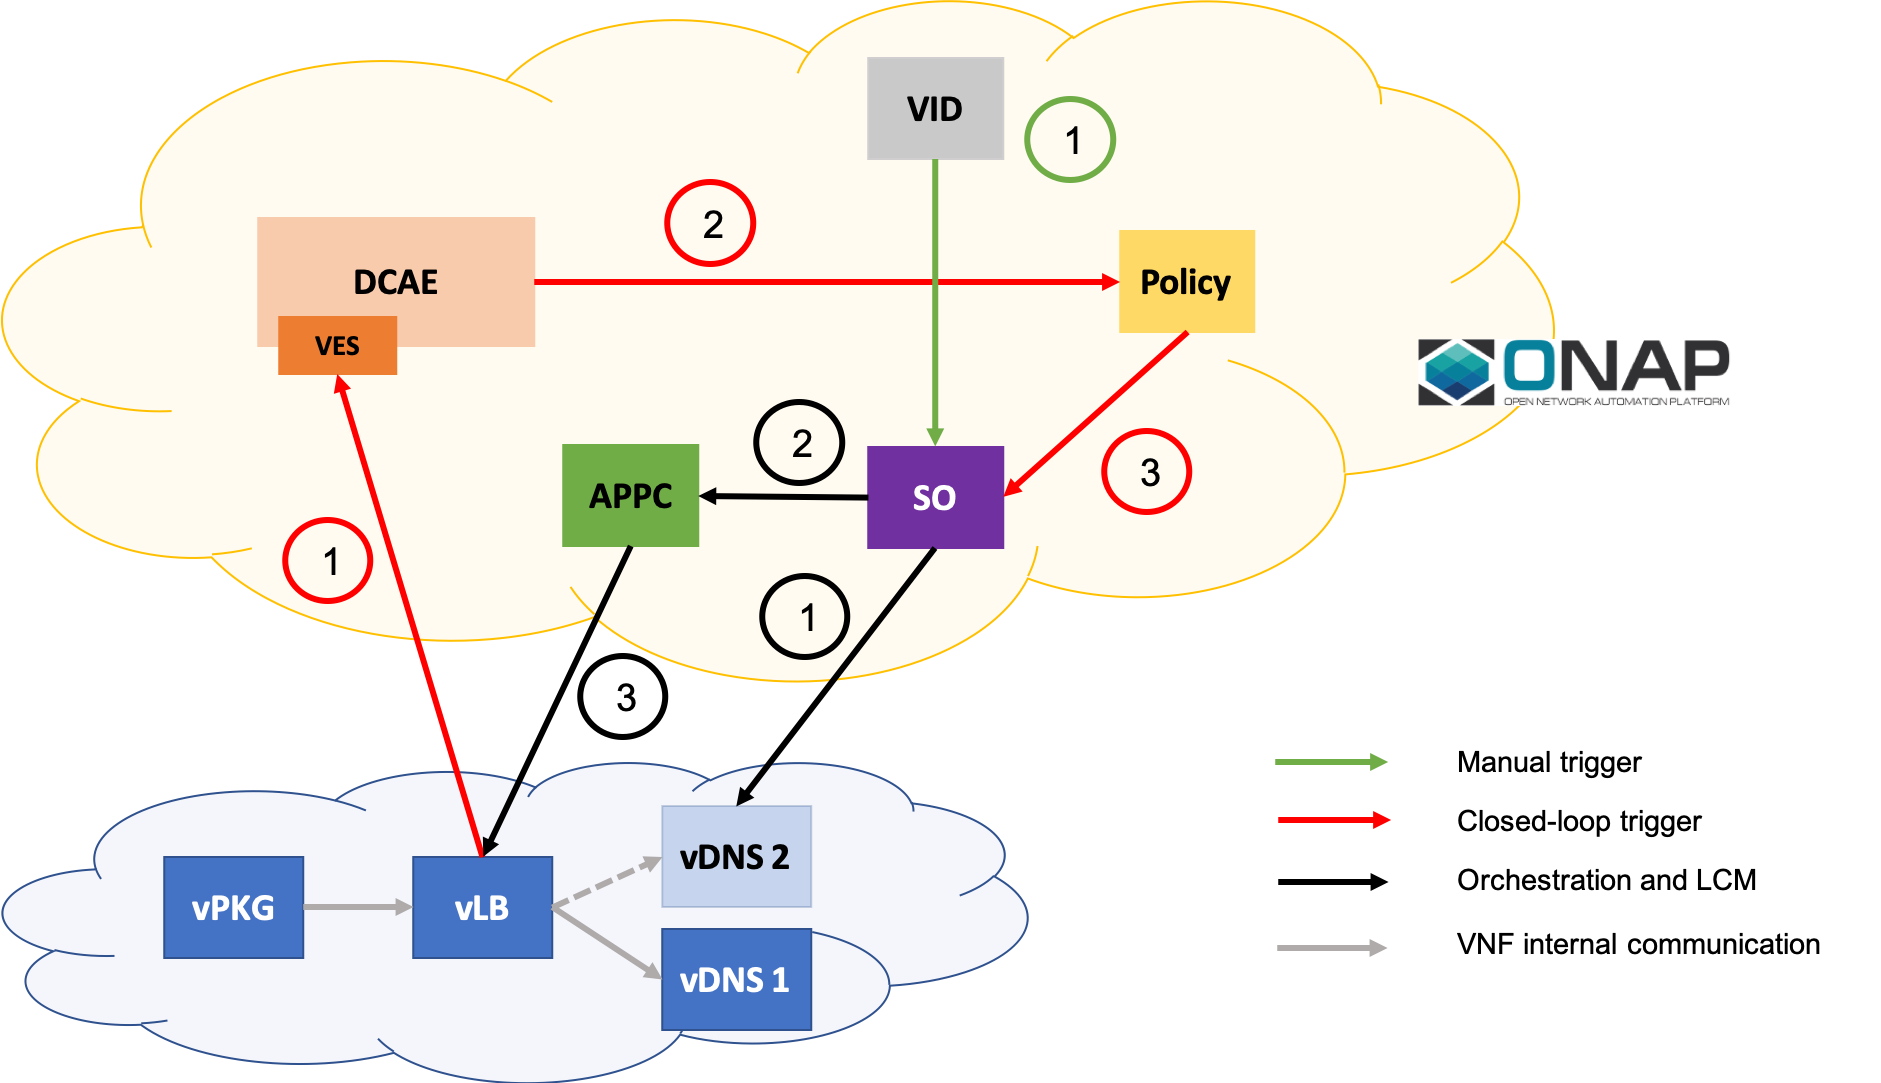 VID
1
2
DCAE
Policy
VES
ONAP
OPEN NETWORK AUTOMATION PLATFORM
2
3
APPC
SO
1
1
3
Manual trigger
Closed-loop trigger
vDNS 2
Orchestration and LCM
vPKG
vLB
VNF internal communication
vDNS 1